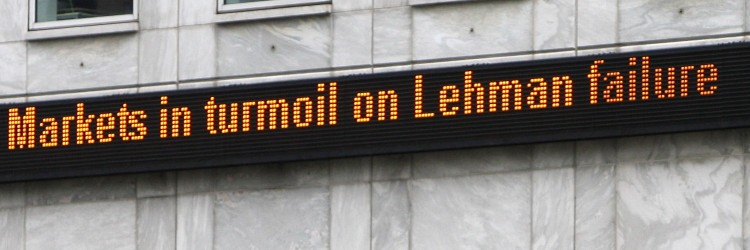 Markets in turmoil on Lehman failure